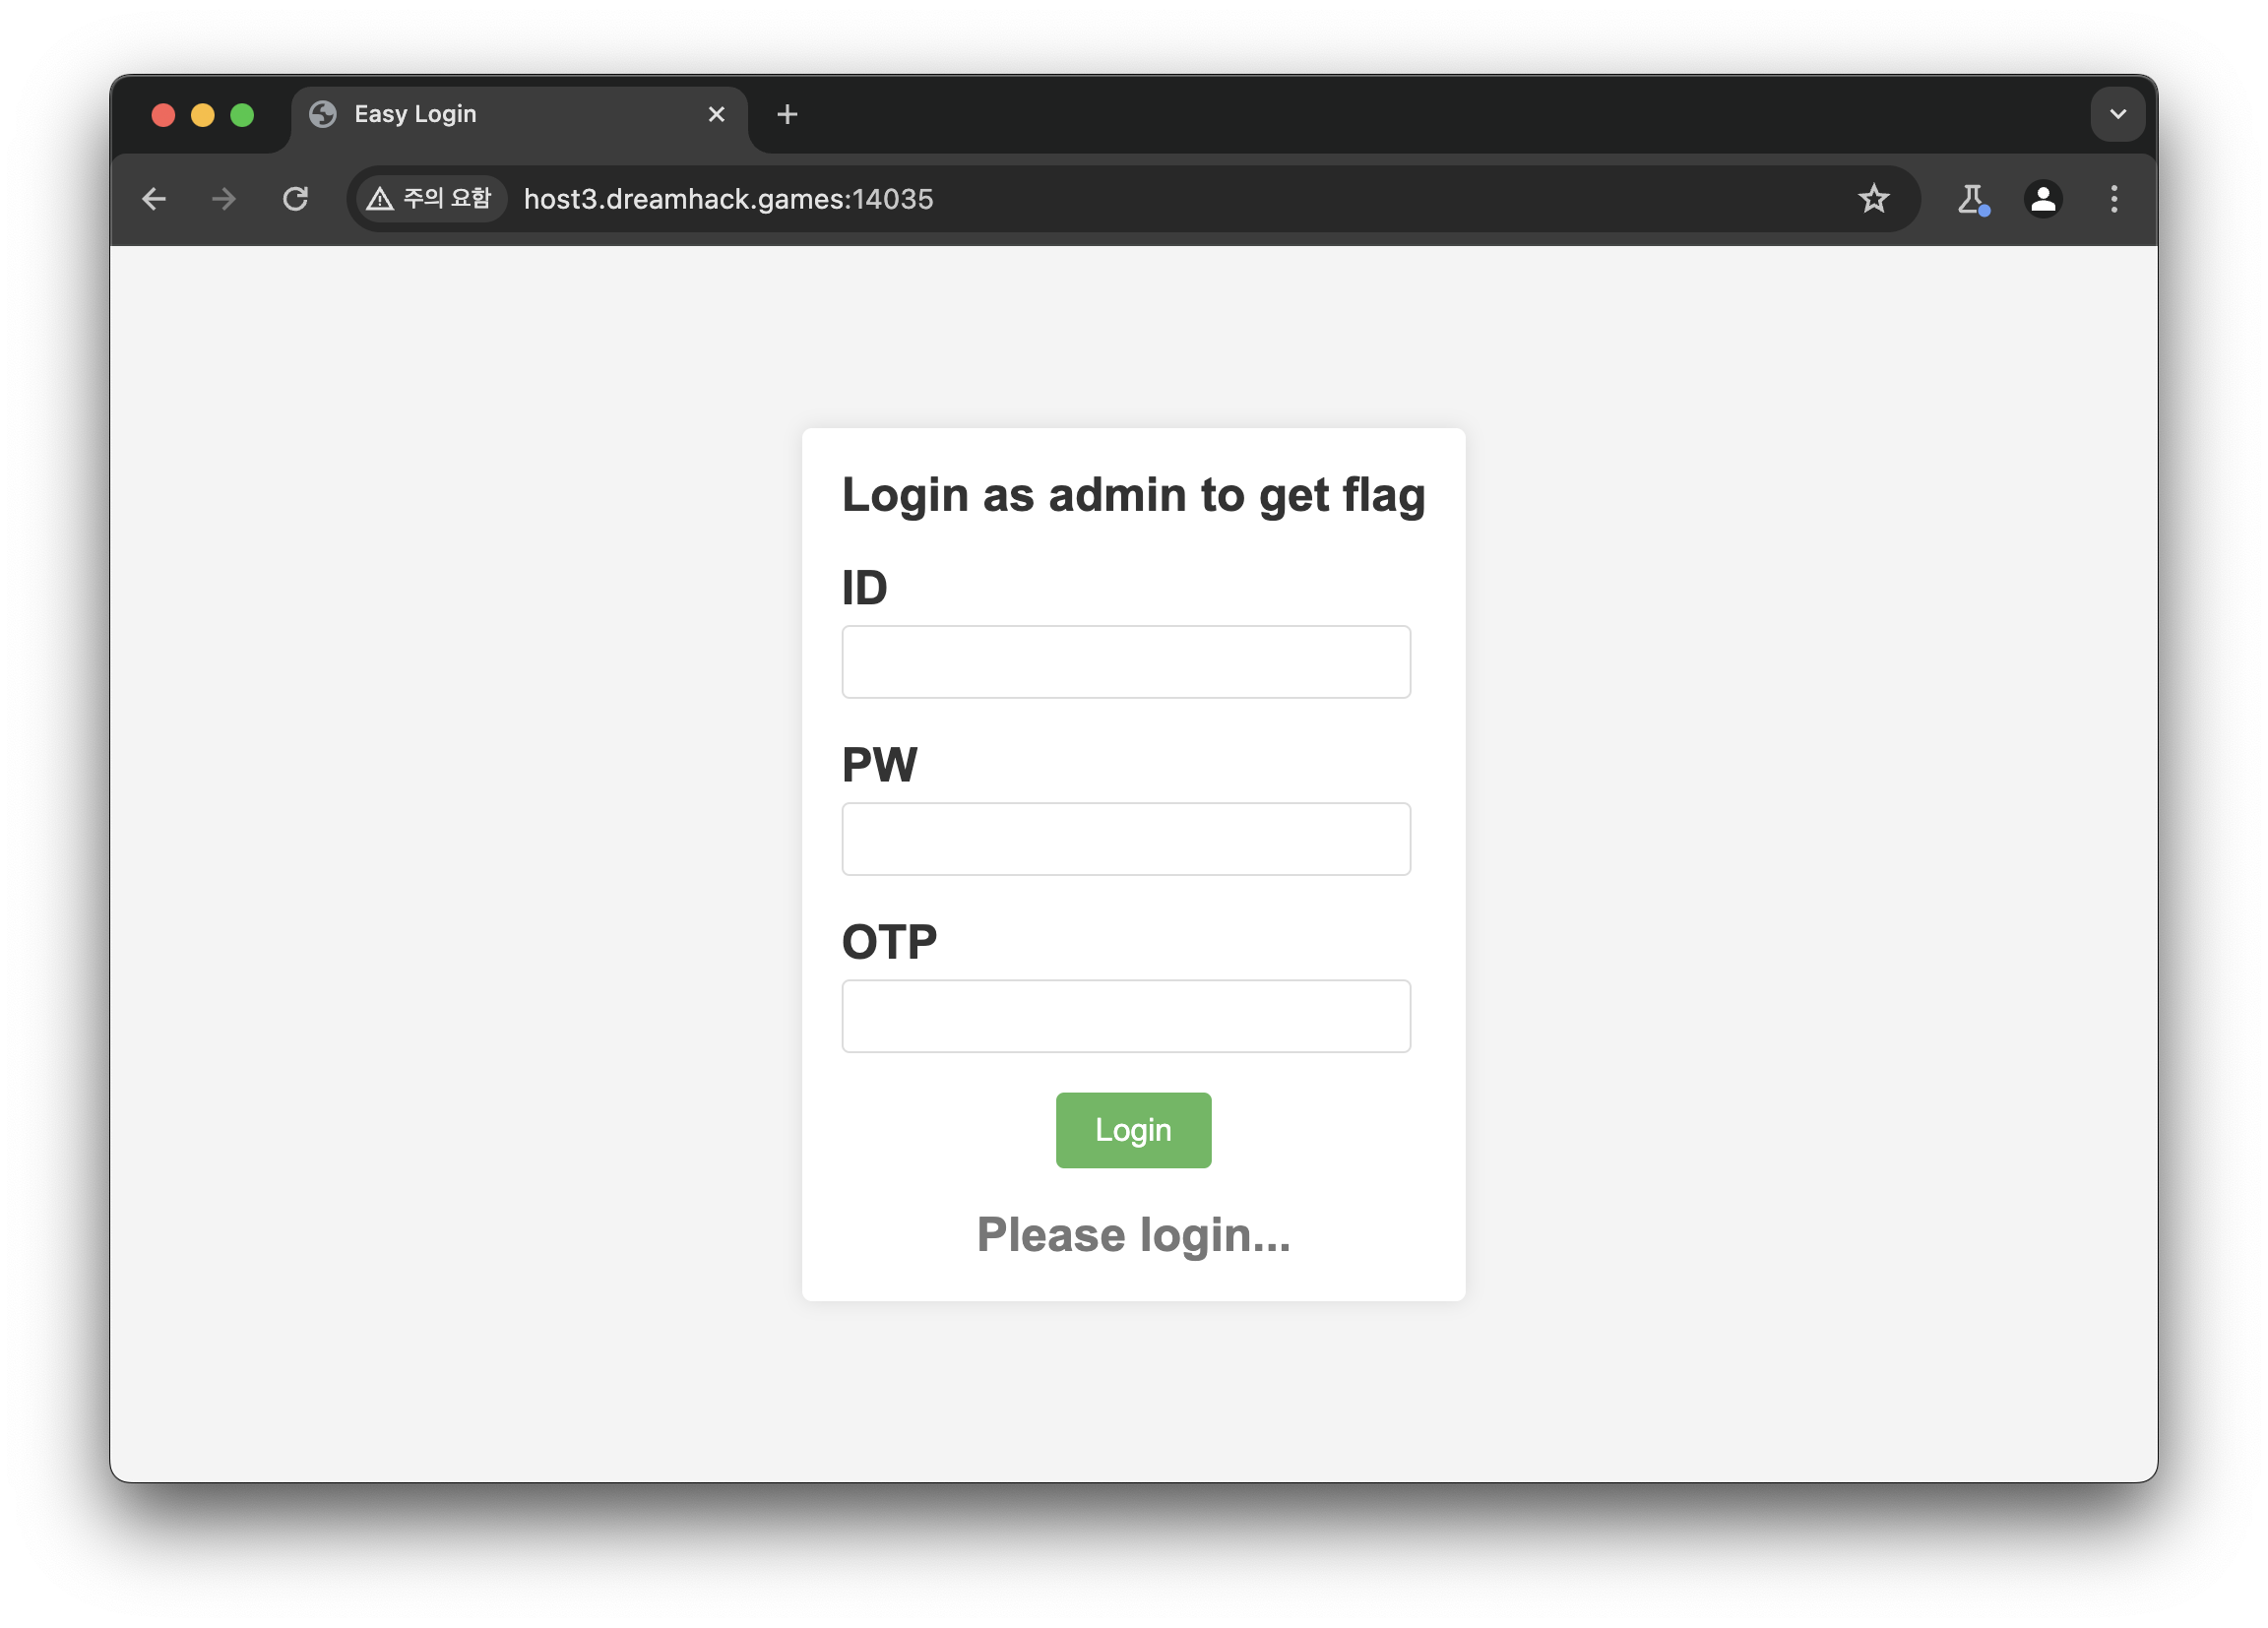 Easy Login
주의 요함
host3.dreamhack.games:14035
Login as admin to get flag
ID
PW
OTP
Login
Please login...